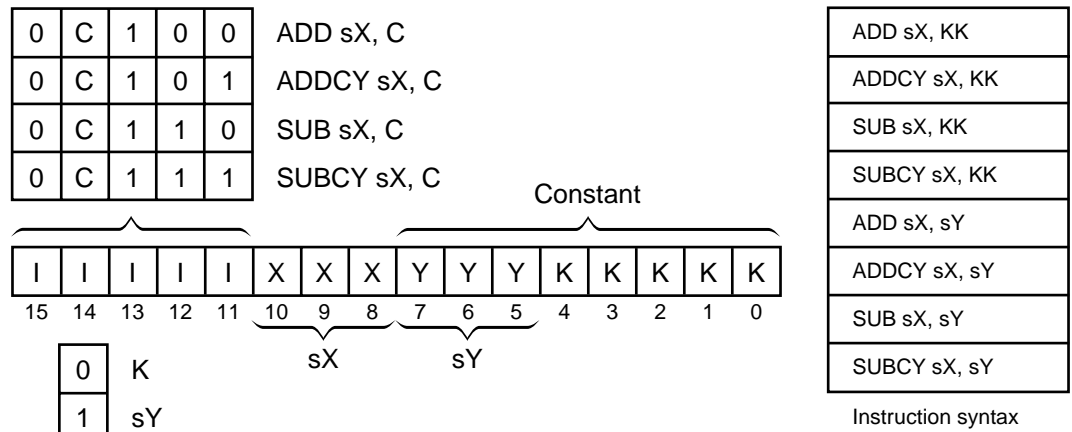 0 C 1 0 0 ADD sX, C
0 C 1 0 1 ADDCY sX, C
0 C 1 1 0 SUB sX, C
0 C 1 1 1 SUBCY sX, C
Constant
I I I I I X X X Y Y Y K K K K K
15 14 13 12 11 10 9 8 7 6 5 4 3 2 1 0
sX sY
0 K
1 sY
ADD sX, KK
ADDCY sX, KK
SUB sX, KK
SUBCY sX, KK
ADD sX, sY
ADDCY sX, sY
SUB sX, sY
SUBCY sX, sY
Instruction syntax